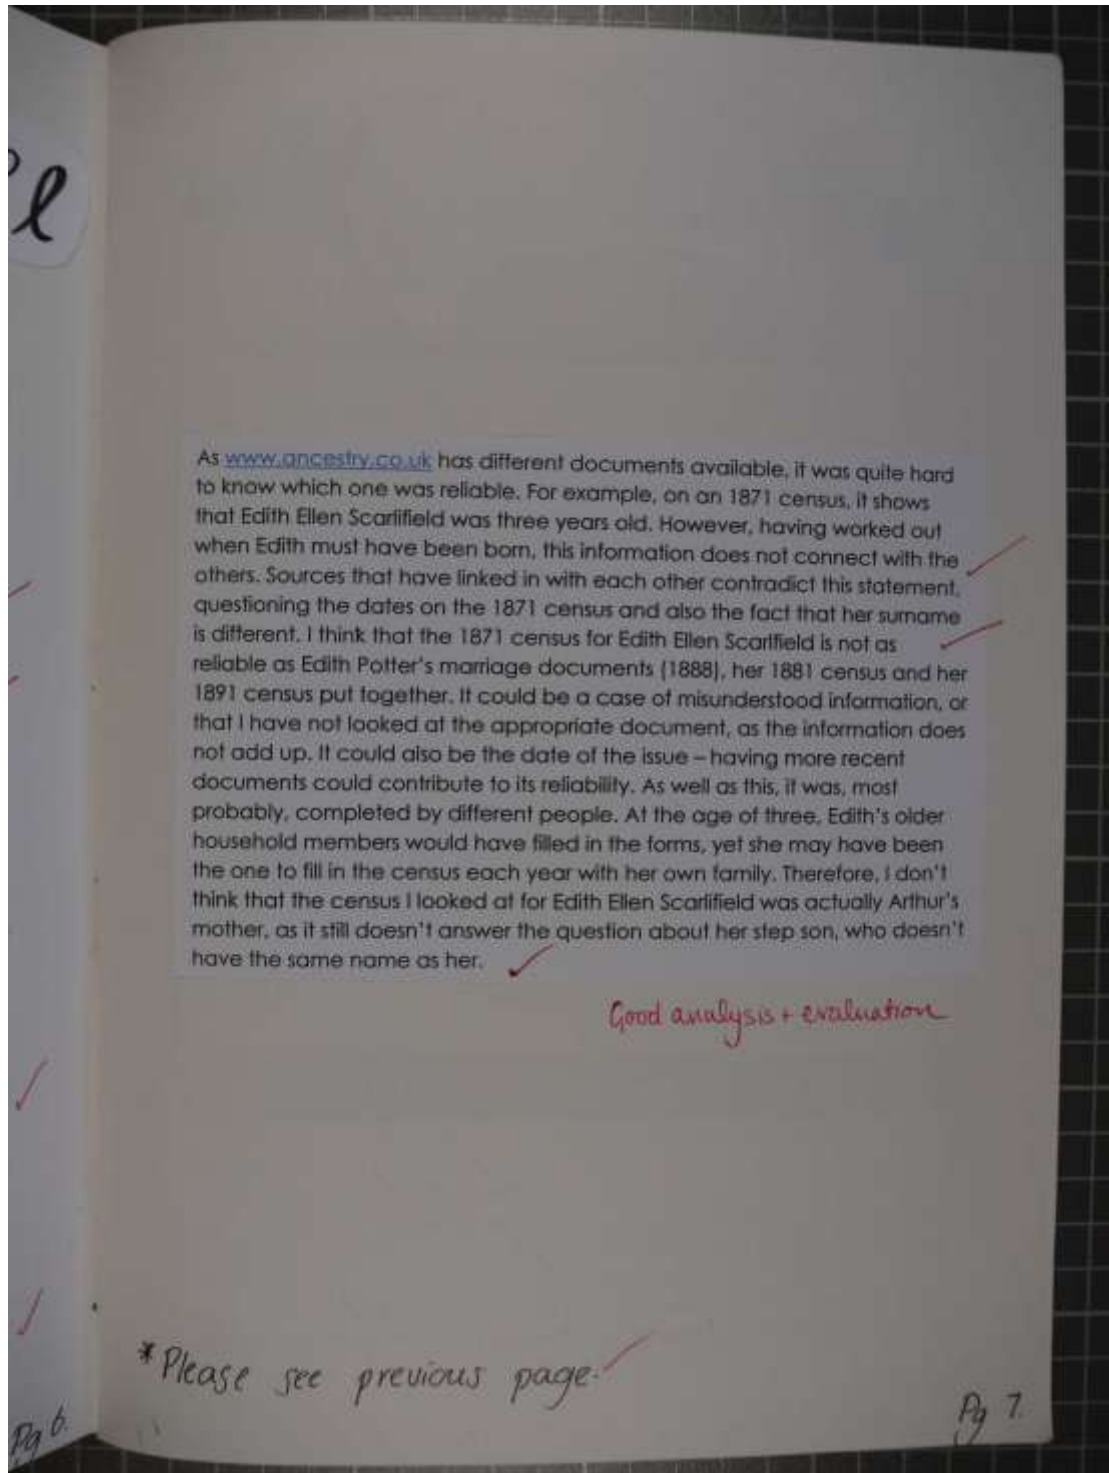 l
As www.ancestry.co.uk has different documents available, it was quite hard
to know which one was reliable. For example, on an 1871 census, it shows
that Edith Ellen Scarlifield was three years old. However, having worked out
when Edith must have been born, this information does not connect with the
others. Sources that have linked in with each other contradict this statement,
questioning the dates on the 1871 census and also the fact that her surname
is different. I think that the 1871 census for Edith Ellen Scarlfield is not as
reliable as Edith Potter's marriage documents (1888), her 1881 census and her
1891 census put together. It could be a case of misunderstood information, or
that I have not looked at the appropriate document, as the information does
not add up. It could also be the date of the issue – having more recent
documents could contribute to its reliability. As well as this, it was, most
probably, completed by different people. At the age of three, Edith's older
household members would have filled in the forms, yet she may have been
the one to fill in the census each year with her own family. Therefore, I don't
think that the census I looked at for Edith Ellen Scarlifield was actually Arthur's
mother, as it still doesn't answer the question about her step son, who doesn't
have the same name as her.
Good analysis + evaluation
*Please see previous page.
Pg 6.
Pg 7.